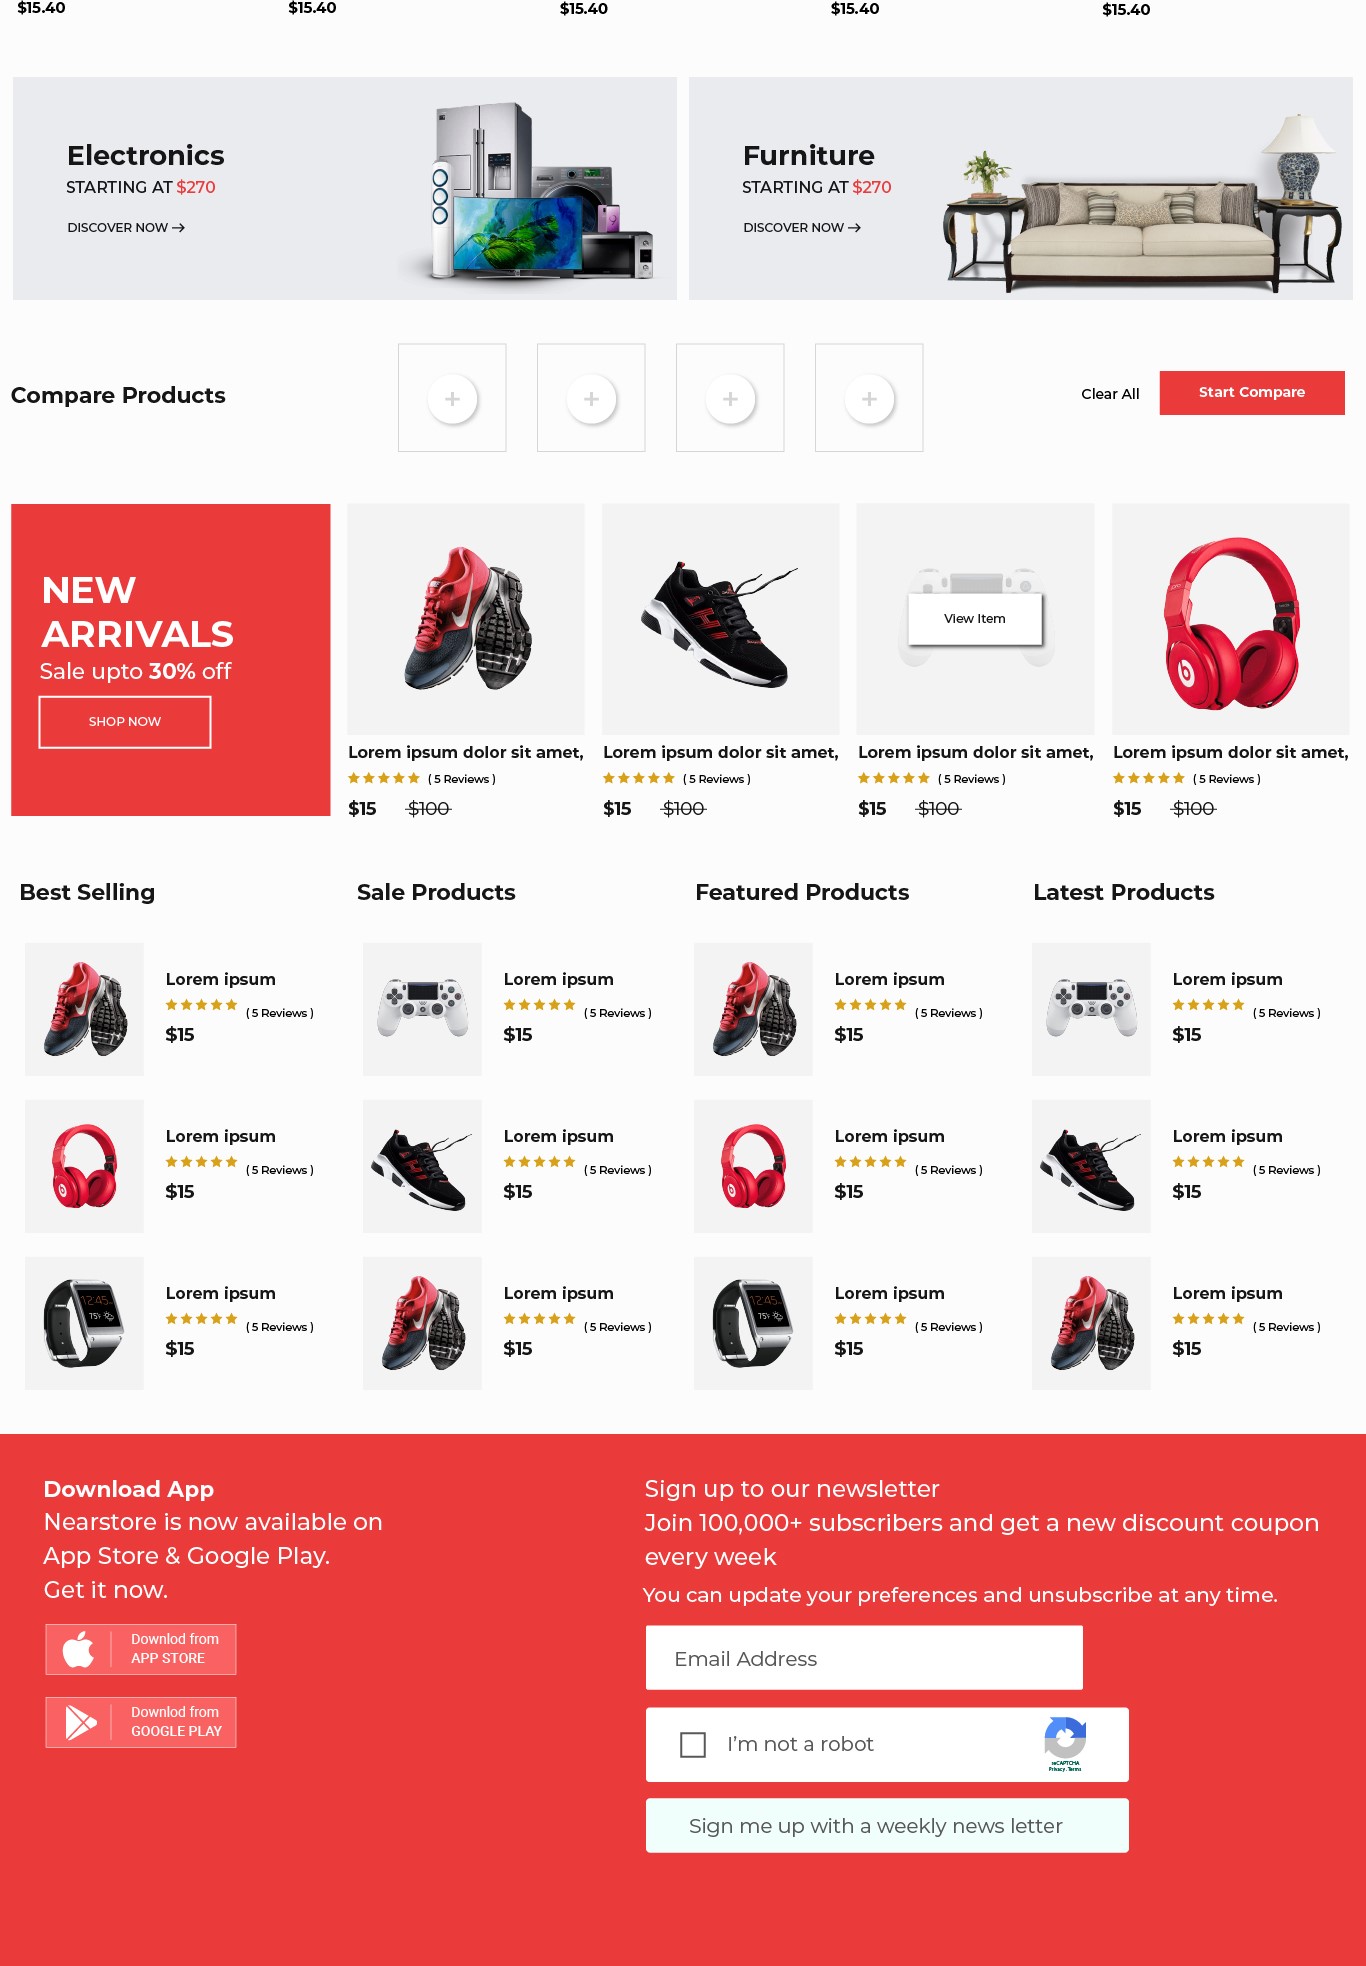 $15.40 $15.40 $15.40 $15.40 $15.40
Electronics
STARTING AT $270
DISCOVER NOW →
Furniture
STARTING AT $270
DISCOVER NOW →
Compare Products
+ + + +
Clear All
Start Compare
NEW
ARRIVALS
Sale upto 30% off
SHOP NOW
View Item
Lorem ipsum dolor sit amet,
( 5 Reviews )
$15 $100
Lorem ipsum dolor sit amet,
( 5 Reviews )
$15 $100
Lorem ipsum dolor sit amet,
( 5 Reviews )
$15 $100
Lorem ipsum dolor sit amet,
( 5 Reviews )
$15 $100
Best Selling
Lorem ipsum
( 5 Reviews )
$15
Lorem ipsum
( 5 Reviews )
$15
12:45
75°
Lorem ipsum
( 5 Reviews )
$15
Sale Products
Lorem ipsum
( 5 Reviews )
$15
Lorem ipsum
( 5 Reviews )
$15
Lorem ipsum
( 5 Reviews )
$15
Featured Products
Lorem ipsum
( 5 Reviews )
$15
Lorem ipsum
( 5 Reviews )
$15
12:45
75°
Lorem ipsum
( 5 Reviews )
$15
Latest Products
Lorem ipsum
( 5 Reviews )
$15
Lorem ipsum
( 5 Reviews )
$15
Lorem ipsum
( 5 Reviews )
$15
Download App
Nearstore is now available on
App Store & Google Play.
Get it now.
Downlod from
APP STORE
Downlod from
GOOGLE PLAY
Sign up to our newsletter
Join 100,000+ subscribers and get a new discount coupon
every week
You can update your preferences and unsubscribe at any time.
Email Address
I'm not a robot
reCAPTCHA
Privacy . Terms
Sign me up with a weekly news letter